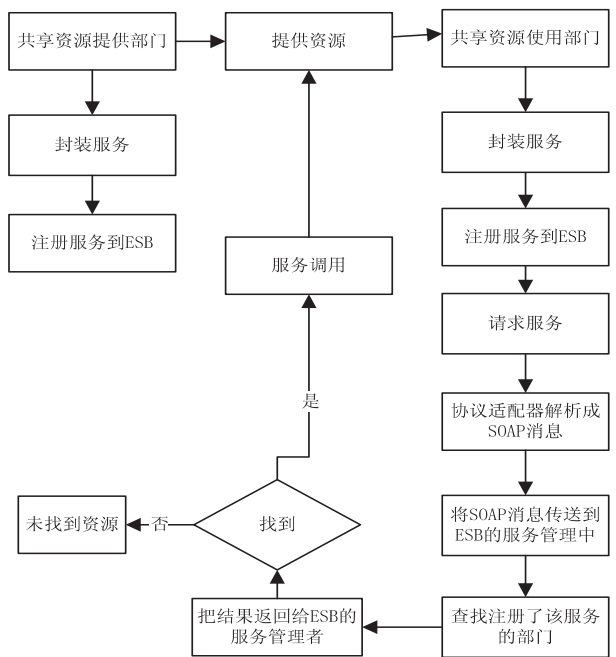 共享资源提供部门
提供资源
共享资源使用部门
封装服务
封装服务
注册服务到ESB
注册服务到ESB
服务调用
请求服务
是
协议适配器解析成
SOAP消息
未找到资源
否
找到
将SOAP消息传送到
ESB的服务管理中
把结果返回给ESB的
服务管理者
查找注册了该服务
的部门